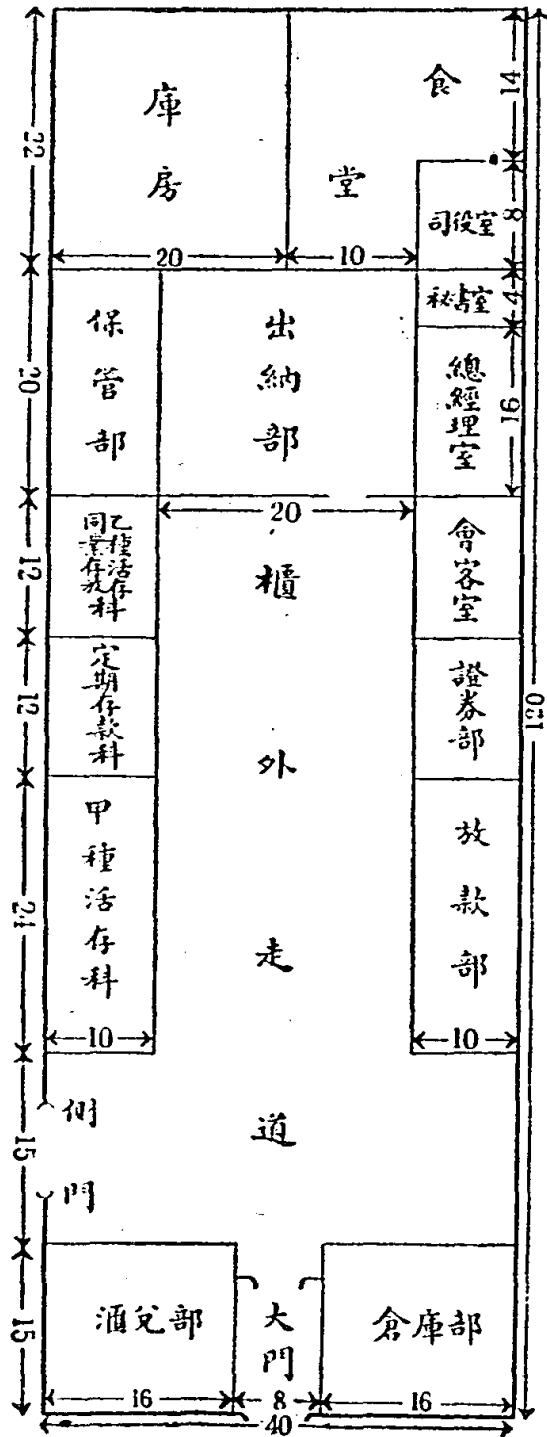 庫房
食堂
14
22
司役室
8
20
10
秘書室
4
保管部
出納部
總經理室
20
16
20
乙種活存
同業存放科
櫃外走道
會客室
12
定期存款科
證券部
12
120
甲種活存科
放款部
24
10
10
側門
15
滙兌部
大門
倉庫部
15
16
8
16
40